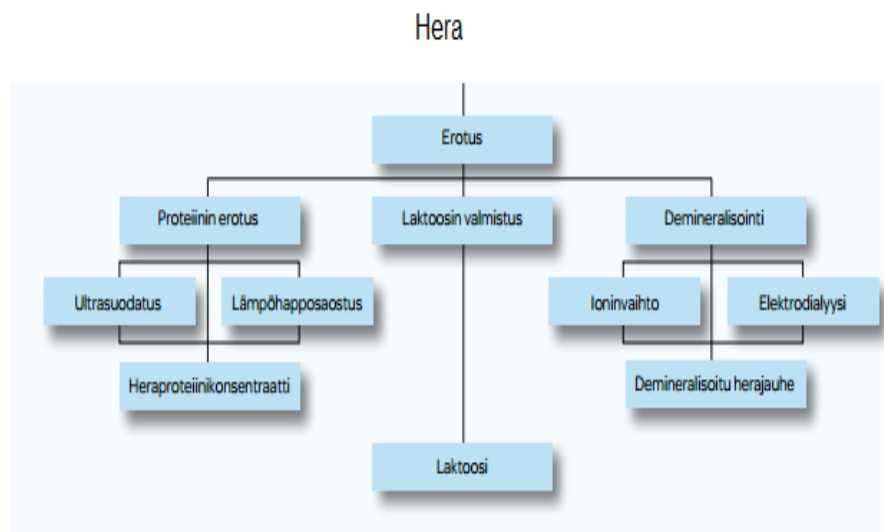 Hera
Erotus
Proteiinin erotus
Laktoosin valmistus
Demineralisointi
Ultrasuodatus
Lämpöhapposaostus
Ioninvaihto
Elektrodialyysi
Heraproteiinikonsentraatti
Demineralisoitu herajauhe
Laktoosi